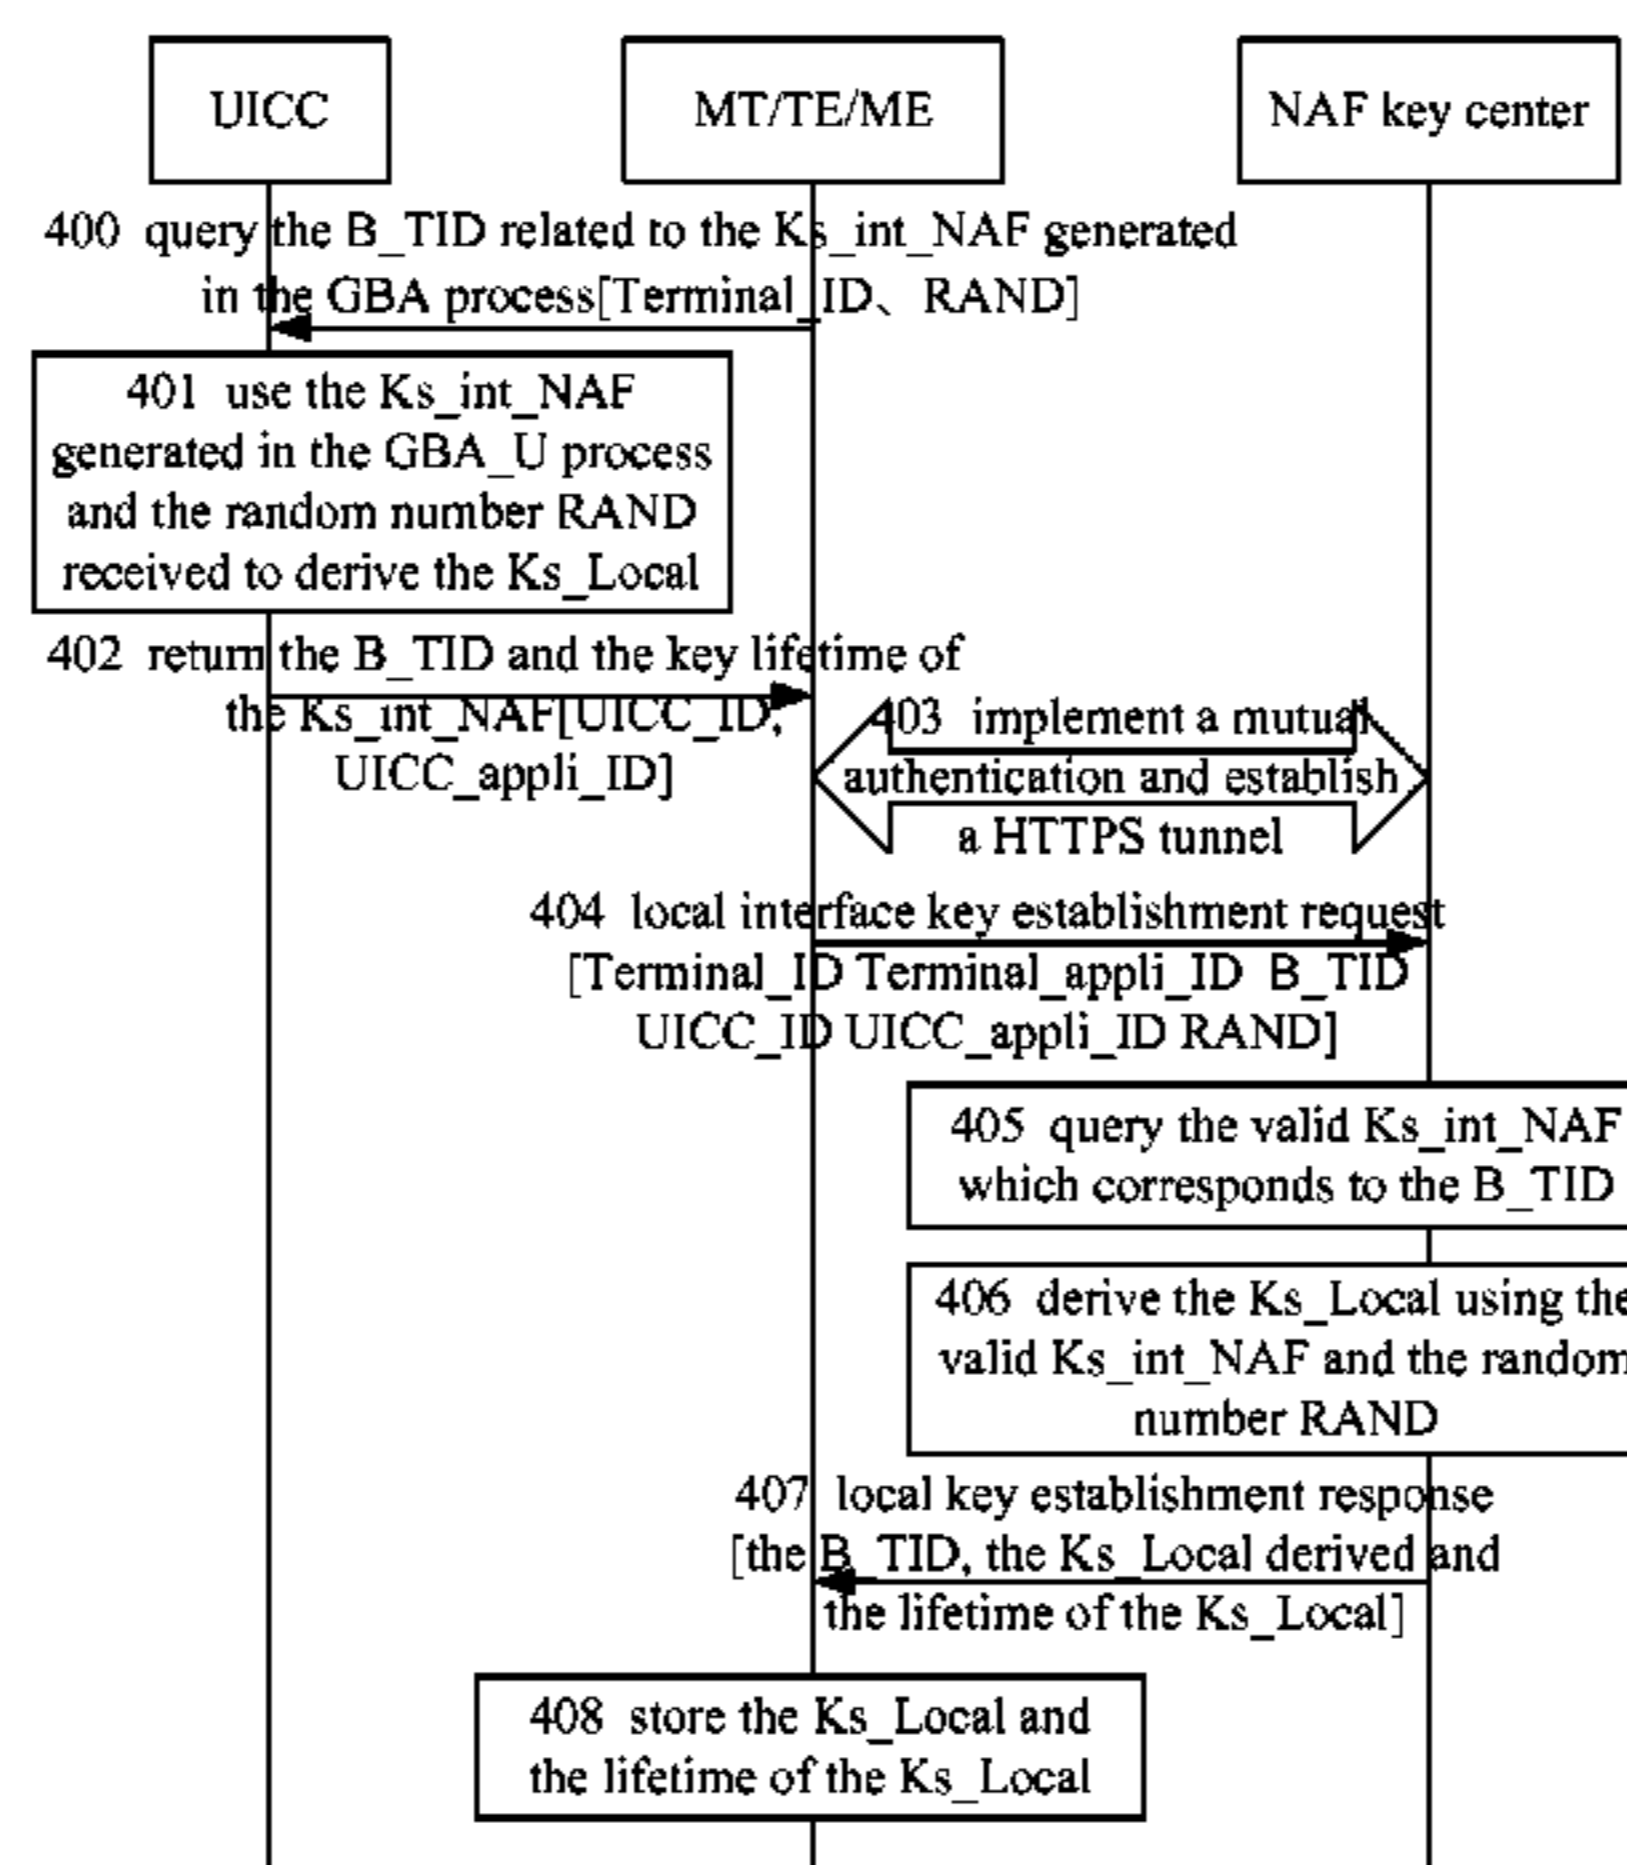 UICC
MT/TE/ME
NAF key center
400 query the B_TID related to the Ks_int_NAF generated
in the GBA process[Terminal_ID、RAND]
401 use the Ks_int_NAF
generated in the GBA_U process
and the random number RAND
received to derive the Ks_Local
402 return the B_TID and the key lifetime of
the Ks_int_NAF[UICC_ID,
UICC_appli_ID]
403 implement a mutual
authentication and establish
a HTTPS tunnel
404 local interface key establishment request
[Terminal_ID Terminal_appli_ID B_TID
UICC_ID UICC_appli_ID RAND]
405 query the valid Ks_int_NAF
which corresponds to the B_TID
406 derive the Ks_Local using the
valid Ks_int_NAF and the random
number RAND
407 local key establishment response
[the B_TID, the Ks_Local derived and
the lifetime of the Ks_Local]
408 store the Ks_Local and
the lifetime of the Ks_Local